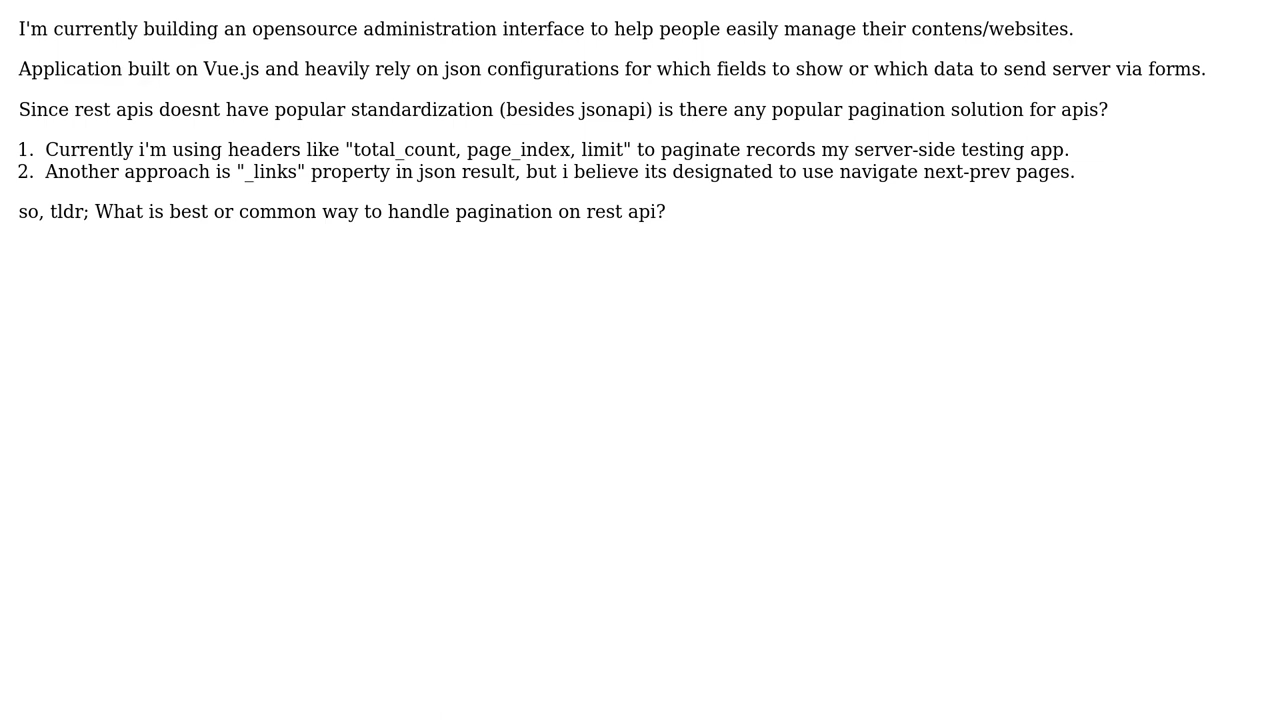 I'm currently building an opensource administration interface to help people easily manage their contens/websites.
Application built on Vue.js and heavily rely on json configurations for which fields to show or which data to send server via forms.
Since rest apis doesnt have popular standardization (besides jsonapi) is there any popular pagination solution for apis?
1. Currently i'm using headers like "total_count, page_index, limit" to paginate records my server-side testing app.
2. Another approach is "_links" property in json result, but i believe its designated to use navigate next-prev pages.
so, tldr; What is best or common way to handle pagination on rest api?